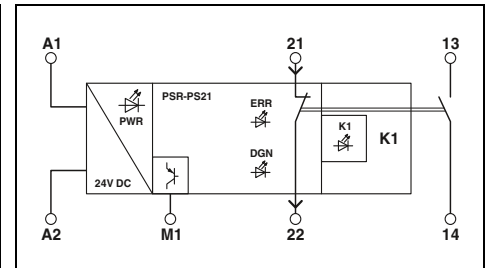 A1 21 13
PSR-PS21
PWR ERR
K1 K1
DGN
24V DC
A2 M1 22 14